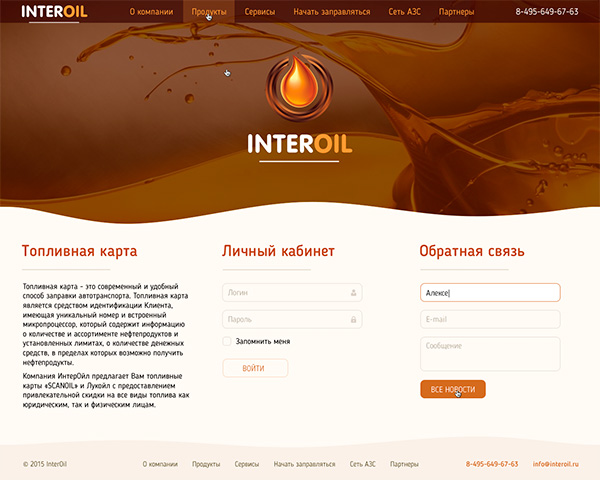 INTEROIL О компании Продукты Сервисы Начать заправляться Сеть АЗС Партнеры 8-495-649-67-63
INTEROIL
Топливная карта
Топливная карта - это современный и удобный
способ заправки автотранспорта. Топливная карта
является средством идентификации Клиента,
имеющая уникальный номер и встроенный
микропроцессор, который содержит информацию
о количестве и ассортименте нефтепродуктов и
установленных лимитах, о количестве денежных
средств, в пределах которых возможно получить
нефтепродукты.
Компания ИнтерОйл предлагает Вам топливные
карты «SCANOIL» и Лукойл с предоставлением
привлекательной скидки на все виды топлива как
юридическим, так и физическим лицам.
Личный кабинет
Логин
Пароль
Запомнить меня
ВОЙТИ
Обратная связь
Алексе
E-mail
Сообщение
ВСЕ НОВОСТИ
© 2015 InterOil О компании Продукты Сервисы Начать заправляться Сеть АЗС Партнеры 8-495-649-67-63 info@interoil.ru